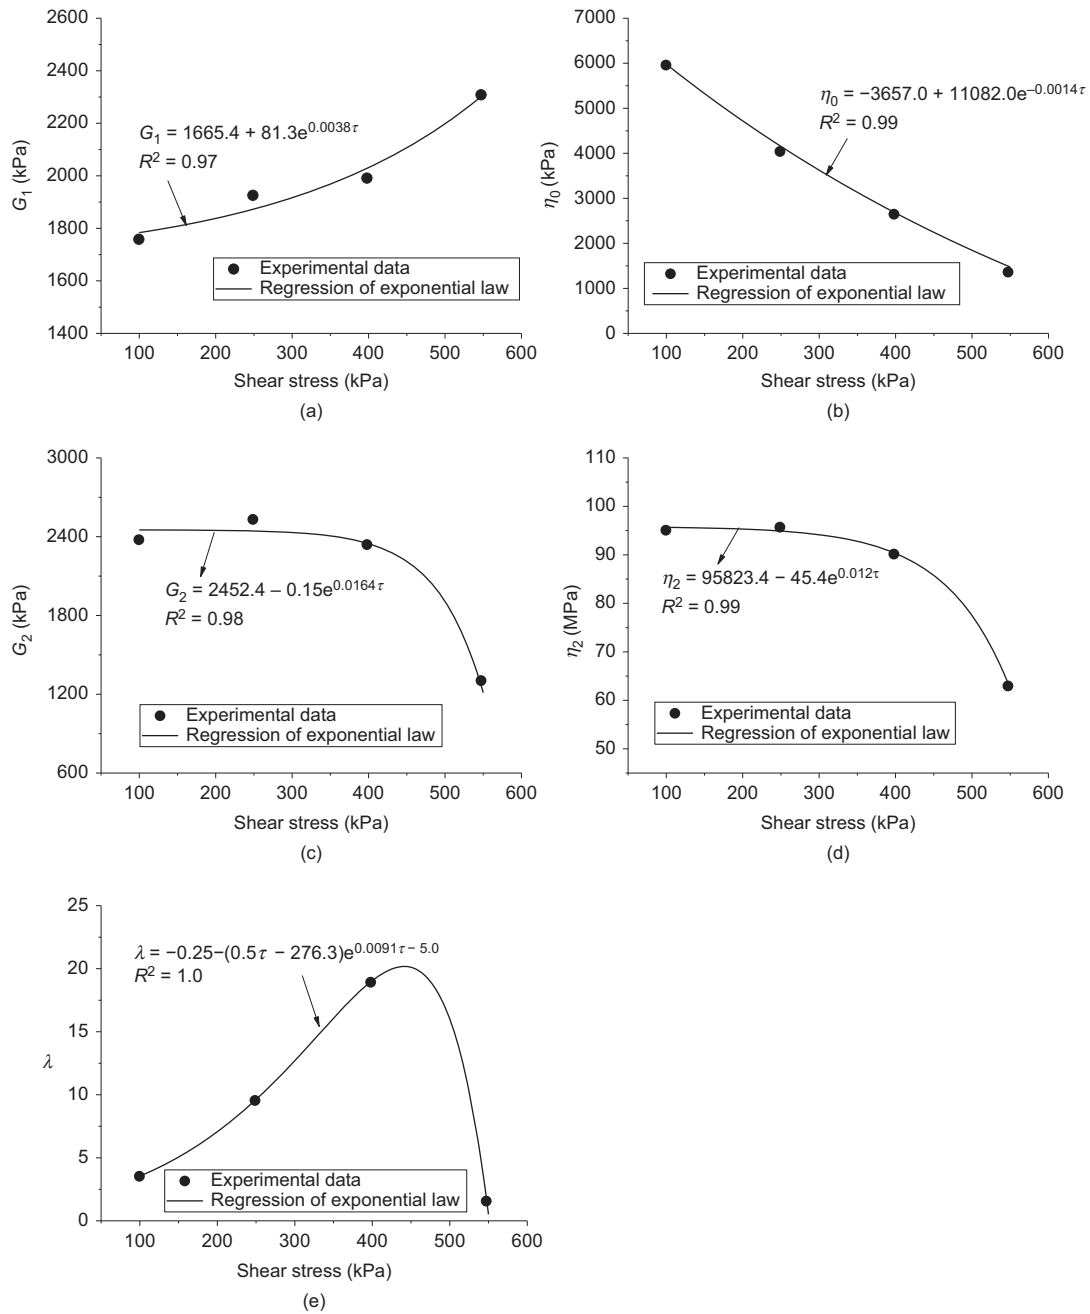 2600
2400
2200
2000
1800
1600
1400
G₁ (kPa)
G₁ = 1665.4 + 81.3e^0.0038τ
R² = 0.97
Experimental data
Regression of exponential law
100 200 300 400 500 600
Shear stress (kPa)
(a)
7000
6000
5000
4000
3000
2000
1000
0
η₀ (kPa)
η₀ = −3657.0 + 11082.0e^−0.0014τ
R² = 0.99
Experimental data
Regression of exponential law
100 200 300 400 500 600
Shear stress (kPa)
(b)
3000
2400
1800
1200
600
G₂ (kPa)
G₂ = 2452.4 – 0.15e^0.0164τ
R² = 0.98
Experimental data
Regression of exponential law
100 200 300 400 500 600
Shear stress (kPa)
(c)
110
100
90
80
70
60
50
η₂ (MPa)
η₂ = 95823.4 − 45.4e^0.012τ
R² = 0.99
Experimental data
Regression of exponential law
100 200 300 400 500 600
Shear stress (kPa)
(d)
25
20
15
10
5
0
λ
λ = −0.25−(0.5τ − 276.3)e^0.0091τ − 5.0
R² = 1.0
Experimental data
Regression of exponential law
0 100 200 300 400 500 600
Shear stress (kPa)
(e)